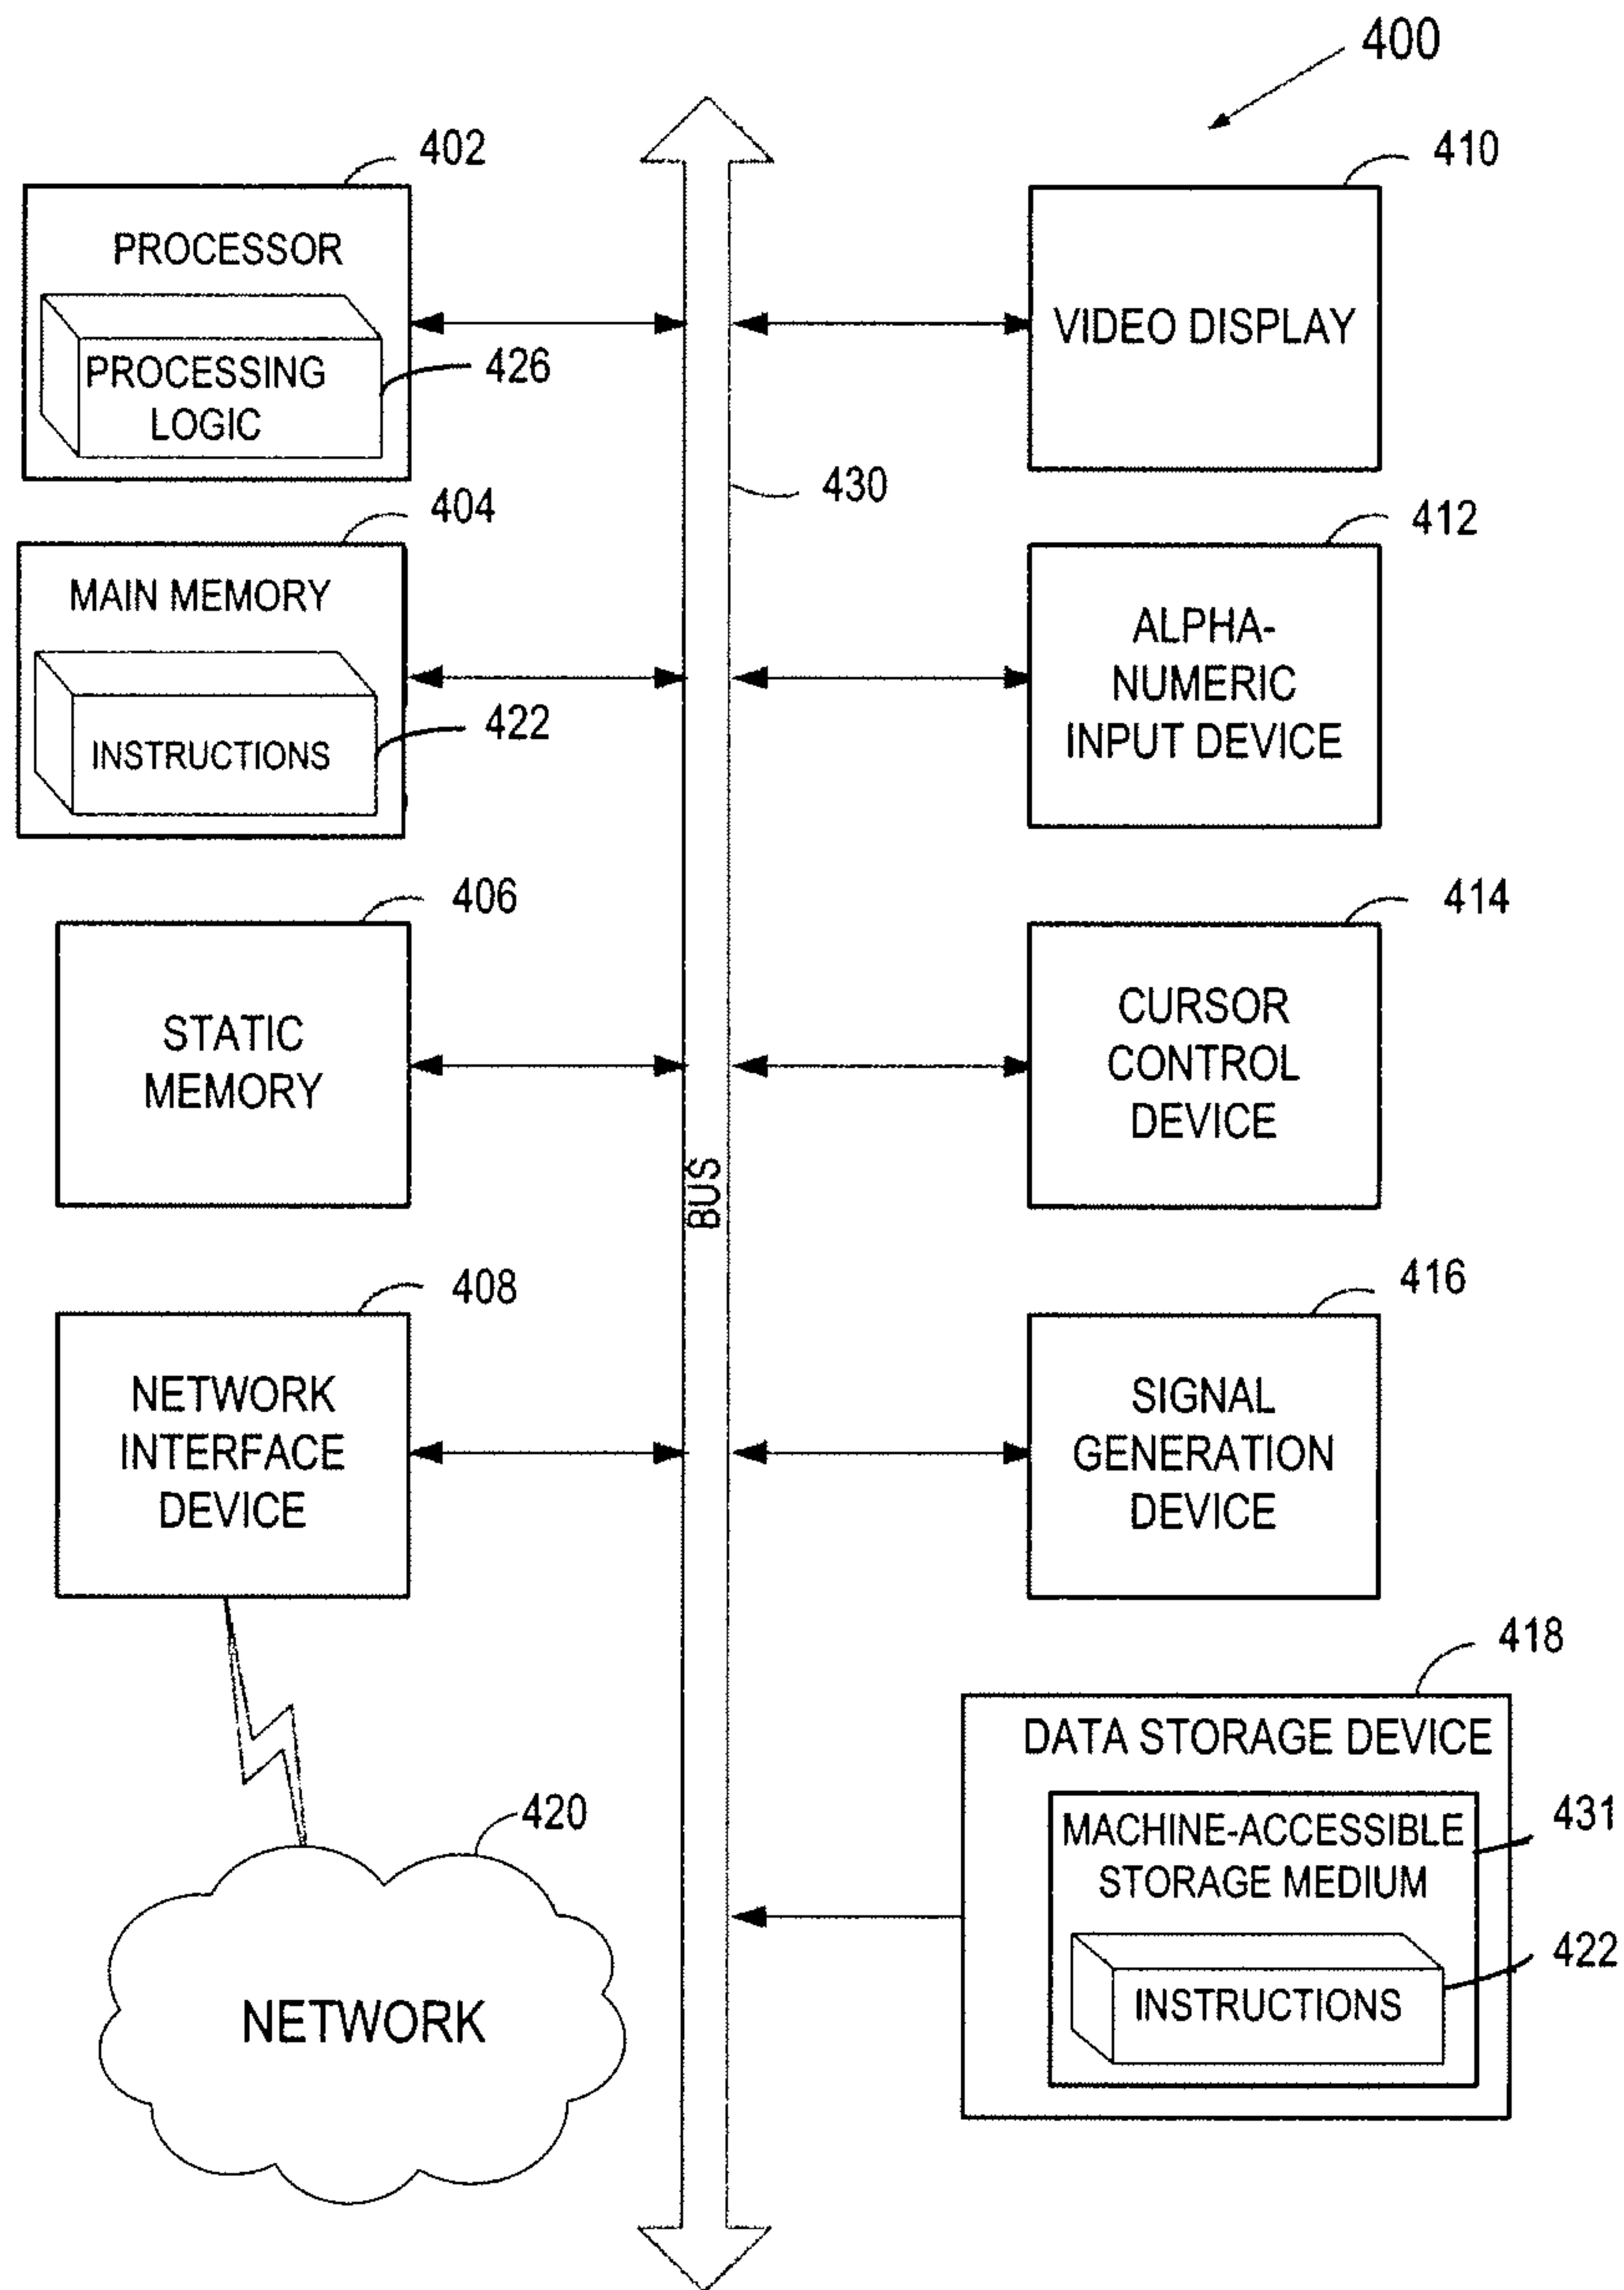 400
402
PROCESSOR
PROCESSING
LOGIC
426
404
MAIN MEMORY
INSTRUCTIONS
422
406
STATIC
MEMORY
408
NETWORK
INTERFACE
DEVICE
420
NETWORK
BUS
430
410
VIDEO DISPLAY
412
ALPHA-
NUMERIC
INPUT DEVICE
414
CURSOR
CONTROL
DEVICE
416
SIGNAL
GENERATION
DEVICE
418
DATA STORAGE DEVICE
MACHINE-ACCESSIBLE
STORAGE MEDIUM
431
INSTRUCTIONS
422